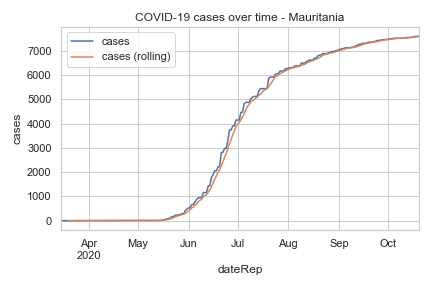 COVID-19 cases over time - Mauritania
cases
cases (rolling)
7000
6000
5000
4000
3000
2000
1000
0
cases
Apr
2020
May
Jun
Jul
Aug
Sep
Oct
dateRep